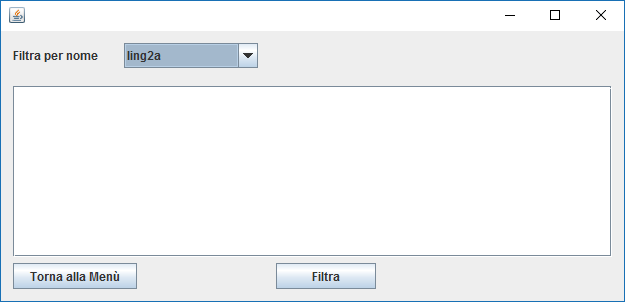 Filtra per nome
ling2a
Torna alla Menù
Filtra